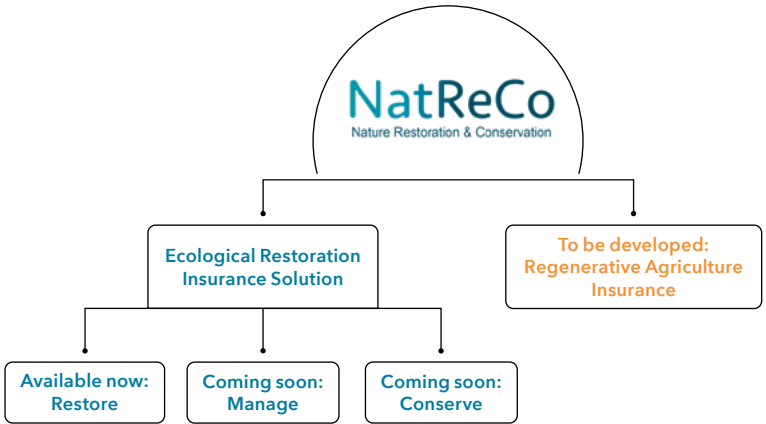 NatReCo
Nature Restoration & Conservation
Ecological Restoration
Insurance Solution
To be developed:
Regenerative Agriculture
Insurance
Available now:
Restore
Coming soon:
Manage
Coming soon:
Conserve